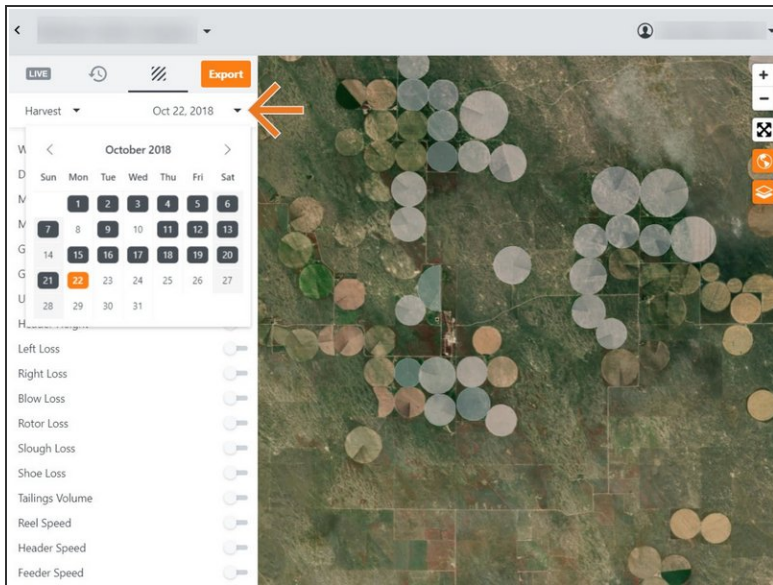 LIVE
Export
Harvest Oct 22, 2018
October 2018
Sun Mon Tue Wed Thu Fri Sat
1 2 3 4 5 6
7 8 9 10 11 12 13
14 15 16 17 18 19 20
21 22 23 24 25 26 27
28 29 30 31
W
D
M
M
G
G
U
Header Height
Left Loss
Right Loss
Blow Loss
Rotor Loss
Slough Loss
Shoe Loss
Tailings Volume
Reel Speed
Header Speed
Feeder Speed
+
−